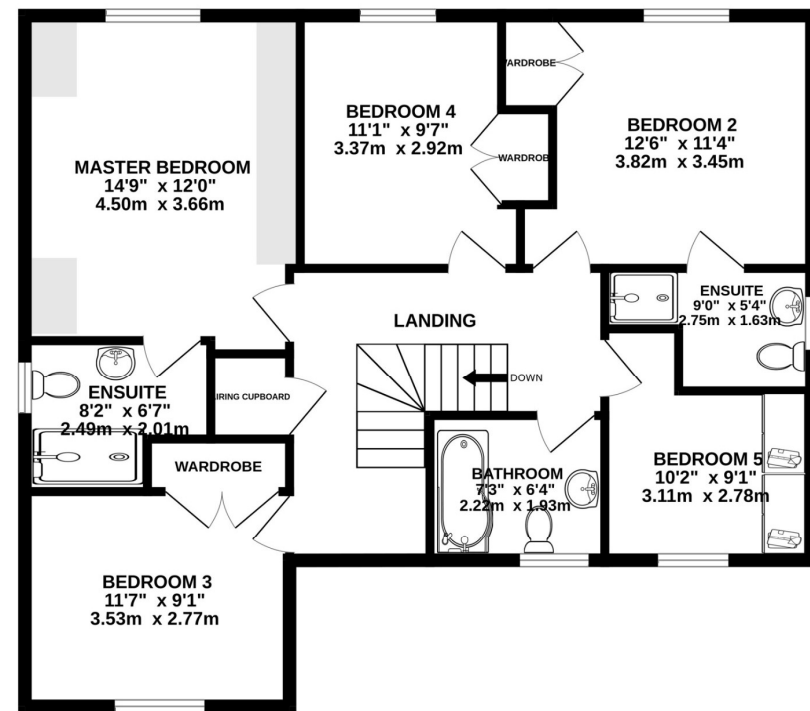 WARDROBE
BEDROOM 4
11'1" x 9'7"
3.37m x 2.92m
BEDROOM 2
12'6" x 11'4"
3.82m x 3.45m
WARDROBE
MASTER BEDROOM
14'9" x 12'0"
4.50m x 3.66m
ENSUITE
9'0" x 5'4"
2.75m x 1.63m
LANDING
DOWN
ENSUITE
8'2" x 6'7"
2.49m x 2.01m
AIRING CUPBOARD
WARDROBE
BATHROOM
7'3" x 6'4"
2.22m x 1.93m
BEDROOM 5
10'2" x 9'1"
3.11m x 2.78m
BEDROOM 3
11'7" x 9'1"
3.53m x 2.77m